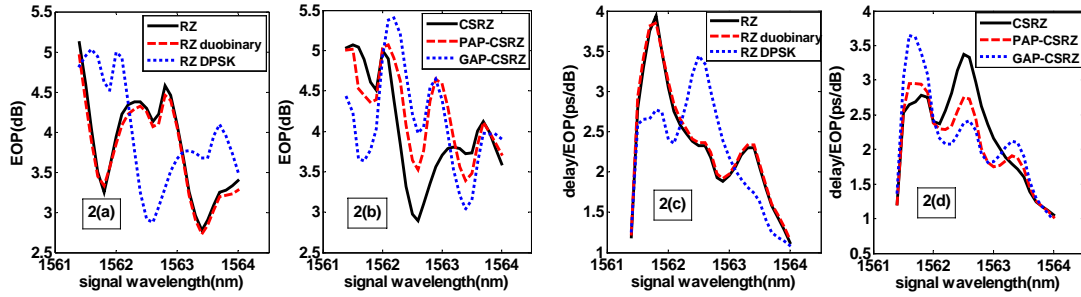 5.5
5
4.5
4
3.5
3
2.5
EOP(dB)
RZ
RZ duobinary
RZ DPSK
2(a)
1561
1562
1563
1564
signal wavelength(nm)
5.5
5
4.5
4
3.5
3
2.5
EOP(dB)
CSRZ
PAP-CSRZ
GAP-CSRZ
2(b)
1561
1562
1563
1564
signal wavelength(nm)
4
3.5
3
2.5
2
1.5
1
delay/EOP(ps/dB)
RZ
RZ duobinary
RZ DPSK
2(c)
1561
1562
1563
1564
signal wavelength(nm)
4
3.5
3
2.5
2
1.5
1
0.5
delay/EOP(ps/dB)
CSRZ
PAP-CSRZ
GAP-CSRZ
2(d)
1561
1562
1563
1564
signal wavelength(nm)